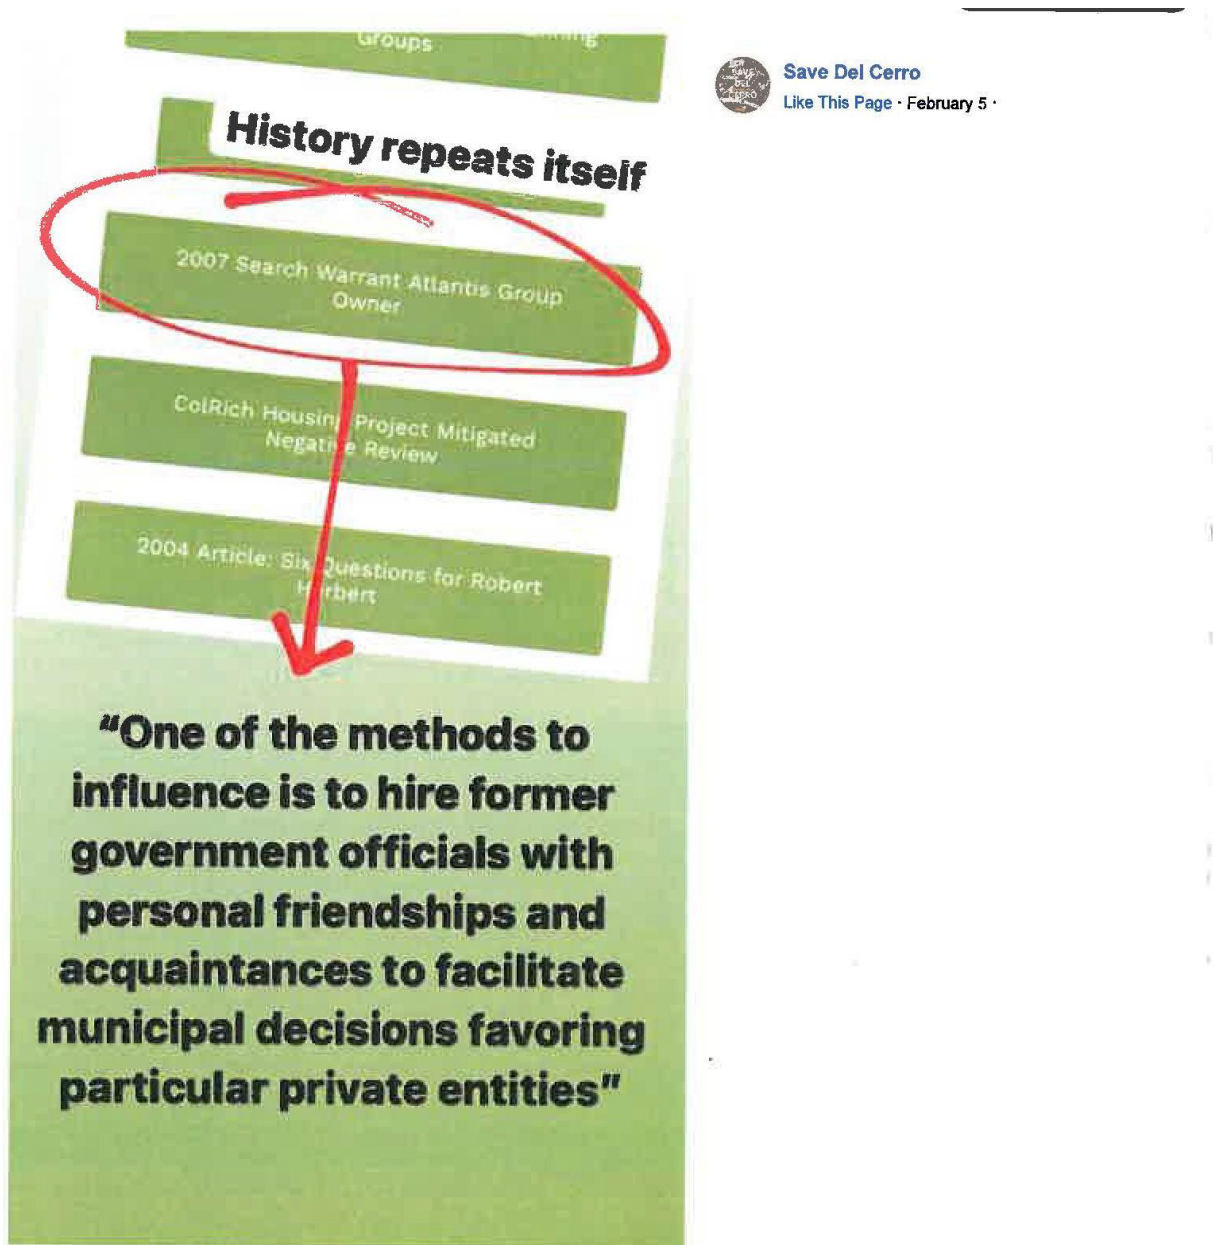 Groups
History repeats itself
2007 Search Warrant Atlantis Group
Owner
ColRich Housing Project Mitigated
Negative Review
2004 Article: Six Questions for Robert
Herbert
“One of the methods to
influence is to hire former
government officials with
personal friendships and
acquaintances to facilitate
municipal decisions favoring
particular private entities”
Save Del Cerro
Like This Page · February 5 ·